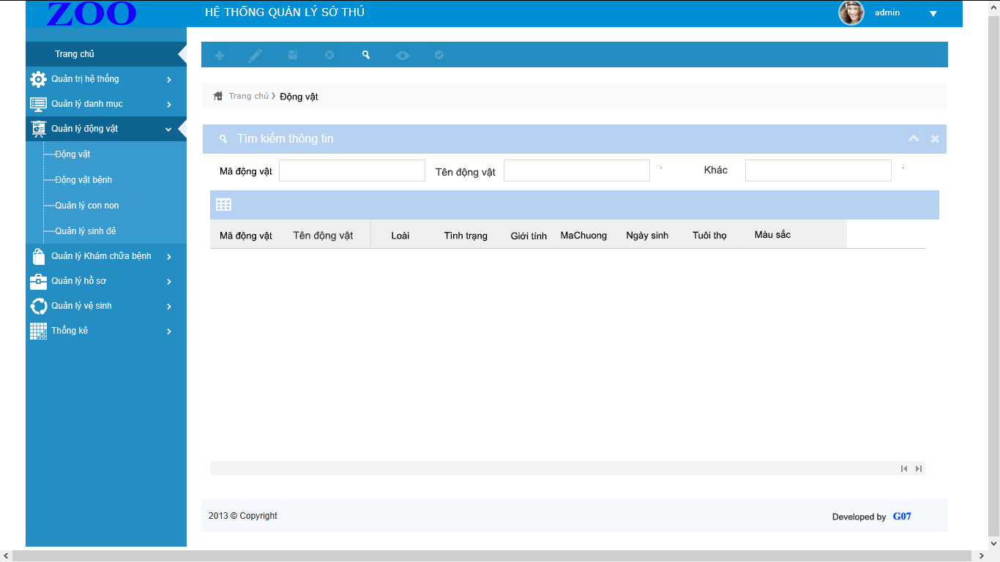 ZOO
HỆ THỐNG QUẢN LÝ SỞ THÚ
admin
Trang chủ
Quản trị hệ thống
Quản lý danh mục
Quản lý động vật
Động vật
Động vật bệnh
Quản lý con non
Quản lý sinh đẻ
Quản lý Khám chữa bệnh
Quản lý hồ sơ
Quản lý vệ sinh
Thống kê
Trang chủ Động vật
Tìm kiếm thông tin
Mã động vật Tên động vật Khác
Mã động vật Tên động vật Loài Tình trạng Giới tính MaChuong Ngày sinh Tuôi thọ Màu sắc
2013 © Copyright
Developed by G07